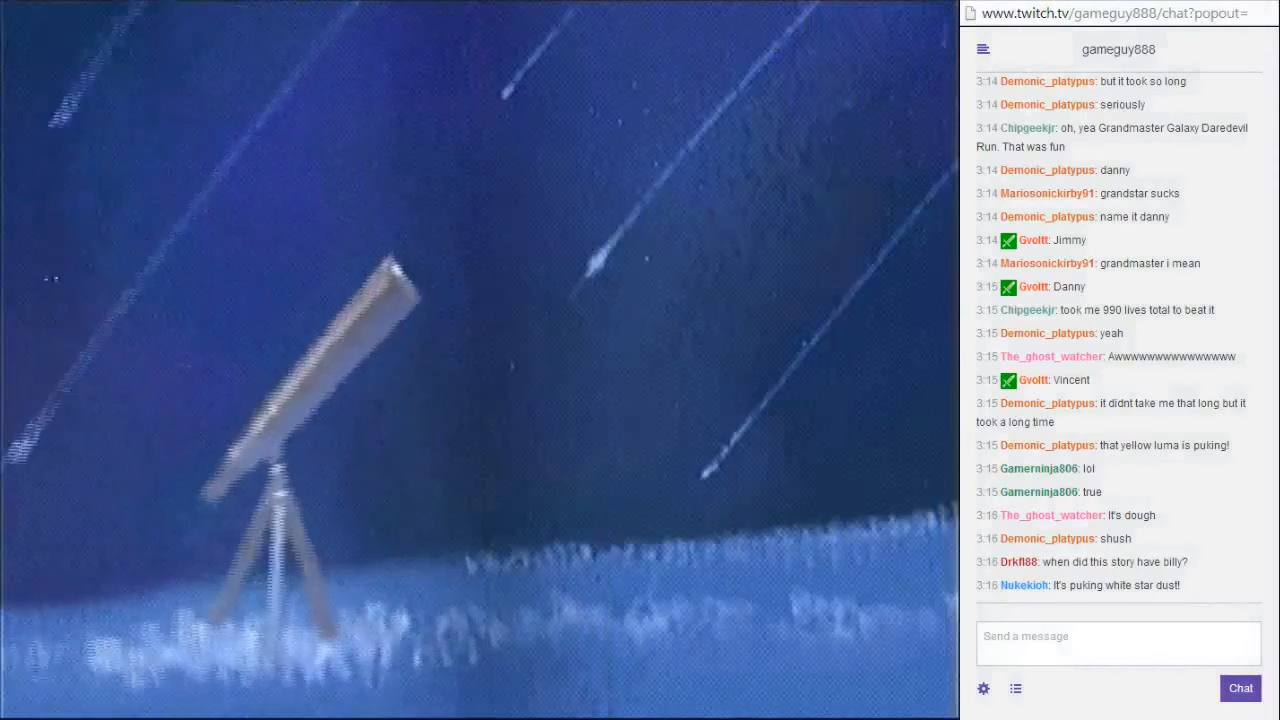 www.twitch.tv/gameguy888/chat?popout=
gameguy888
3:14 Demonic_platypus: but it took so long
3:14 Demonic_platypus: seriously
3:14 Chipgeekjr: oh, yea Grandmaster Galaxy Daredevil
Run. That was fun
3:14 Demonic_platypus: danny
3:14 Mariosonickirby91: grandstar sucks
3:14 Demonic_platypus: name it danny
3:14 Gvoltt: Jimmy
3:14 Mariosonickirby91: grandmaster i mean
3:15 Gvoltt: Danny
3:15 Chipgeekjr: took me 990 lives total to beat it
3:15 Demonic_platypus: yeah
3:15 The_ghost_watcher: Awwwwwwwwwwwwwwww
3:15 Gvoltt: Vincent
3:15 Demonic_platypus: it didnt take me that long but it
took a long time
3:15 Demonic_platypus: that yellow luma is puking!
3:15 Gamerninja806: lol
3:15 Gamerninja806: true
3:16 The_ghost_watcher: It's dough
3:16 Demonic_platypus: shush
3:16 Drkfl88: when did this story have billy?
3:16 Nukekioh: It's puking white star dust!
Send a message
Chat